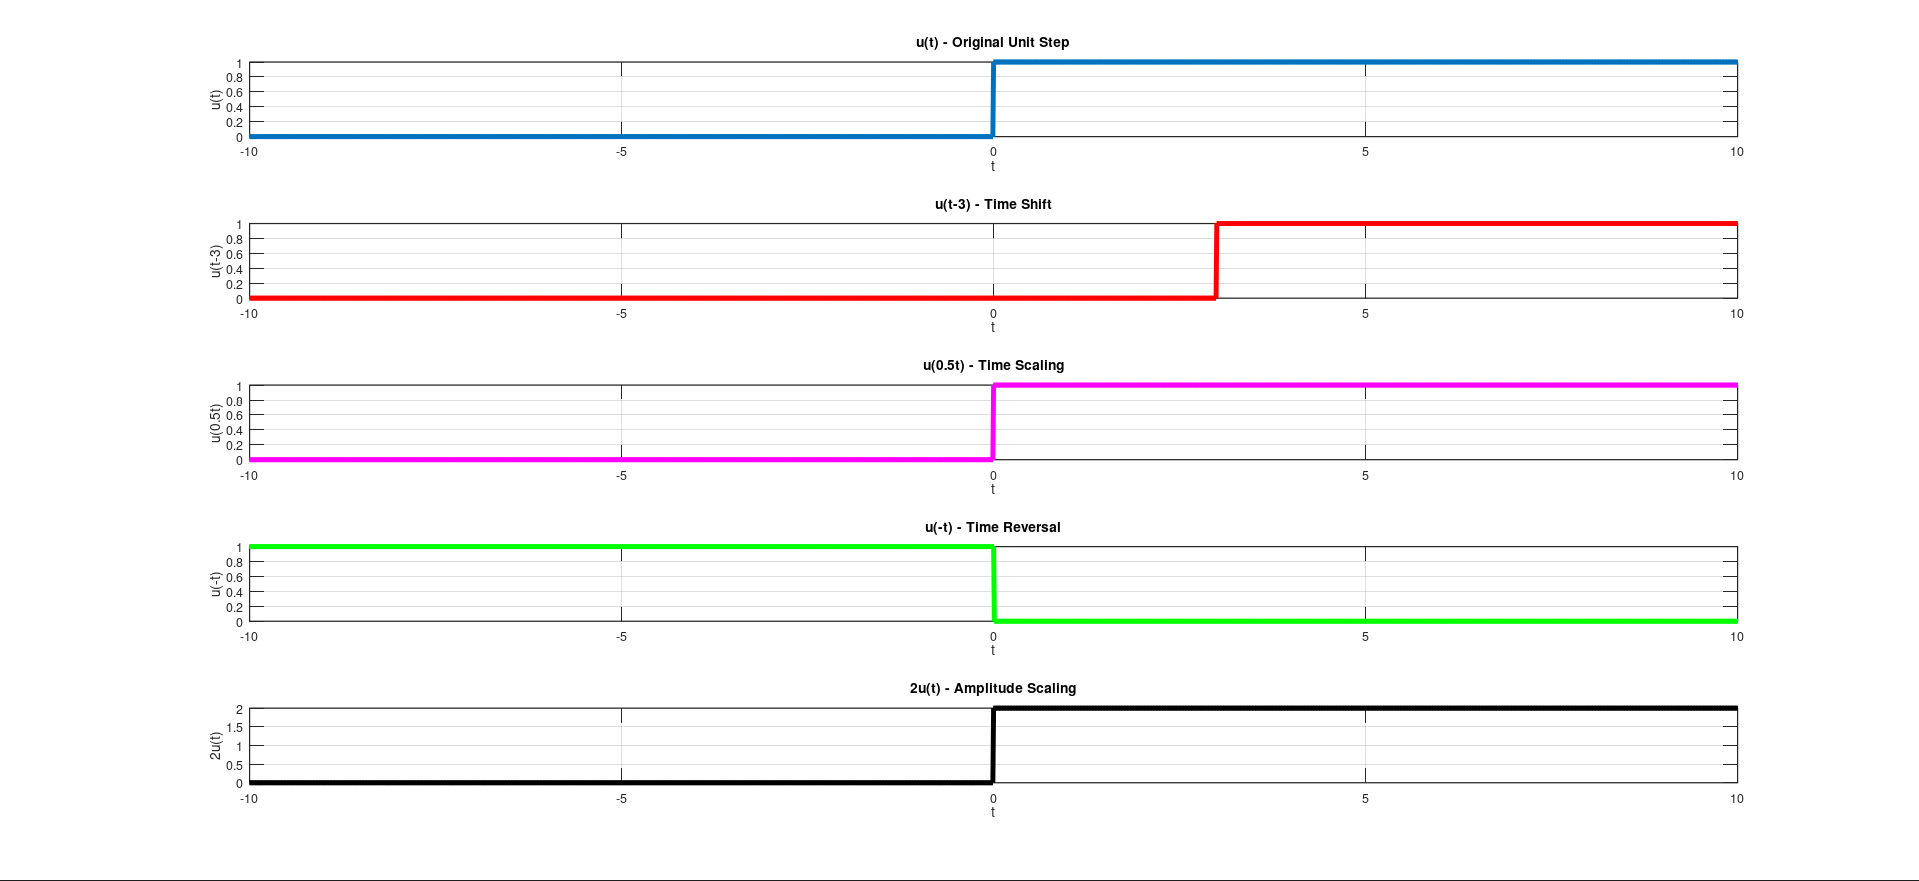 u(t) - Original Unit Step
1
0.8
0.6
0.4
0.2
0
u(t)
-10 -5 0 5 10
t
u(t-3) - Time Shift
1
0.8
0.6
0.4
0.2
0
u(t-3)
-10 -5 0 5 10
t
u(0.5t) - Time Scaling
1
0.8
0.6
0.4
0.2
0
u(0.5t)
-10 -5 0 5 10
t
u(-t) - Time Reversal
1
0.8
0.6
0.4
0.2
0
u(-t)
-10 -5 0 5 10
t
2u(t) - Amplitude Scaling
2
1.5
1
0.5
0
2u(t)
-10 -5 0 5 10
t